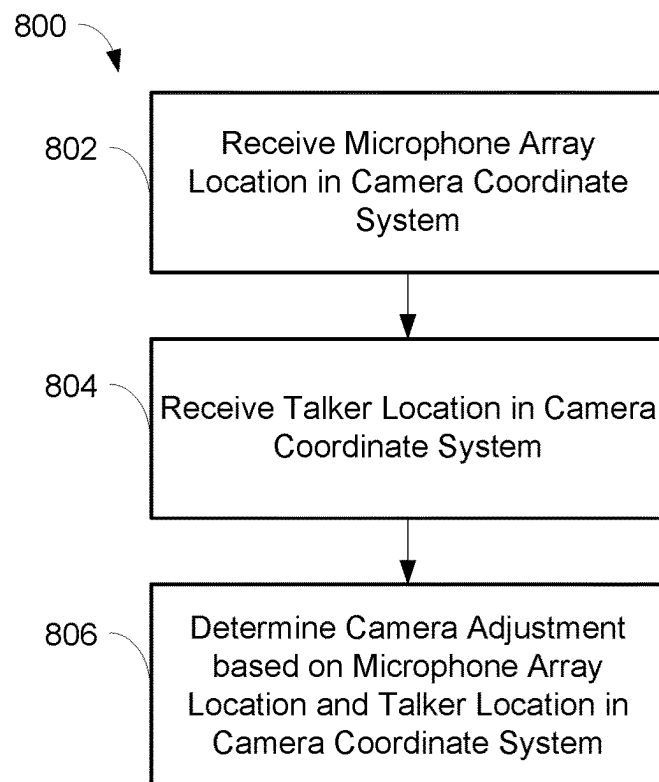 800
802
Receive Microphone Array
Location in Camera Coordinate
System
804
Receive Talker Location in Camera
Coordinate System
806
Determine Camera Adjustment
based on Microphone Array
Location and Talker Location in
Camera Coordinate System